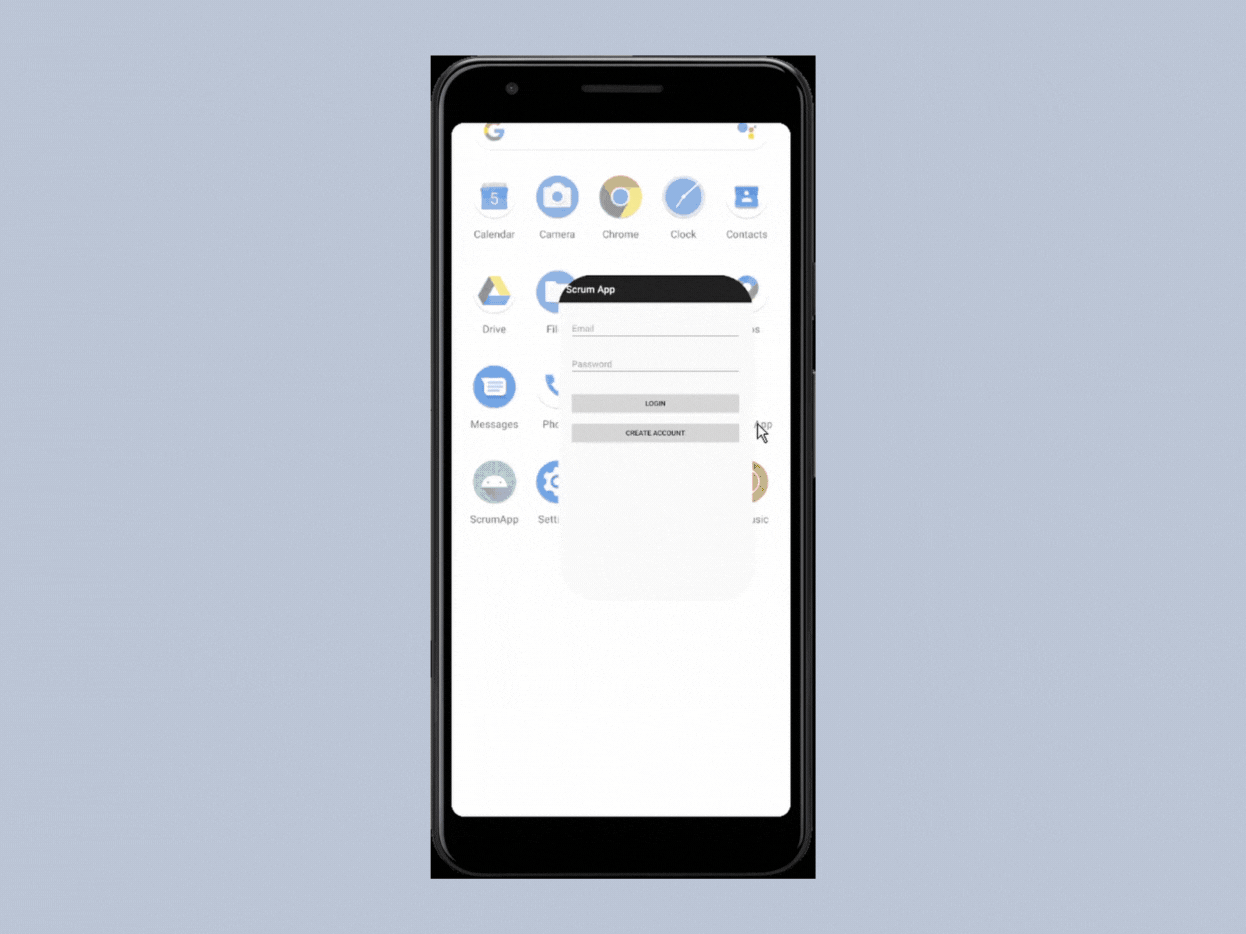 5
Calendar
Camera
Chrome
Clock
Contacts
Scrum App
Drive
Fil
os
Email
Password
LOGIN
Messages
Pho
App
CREATE ACCOUNT
ScrumApp
Setti
usic